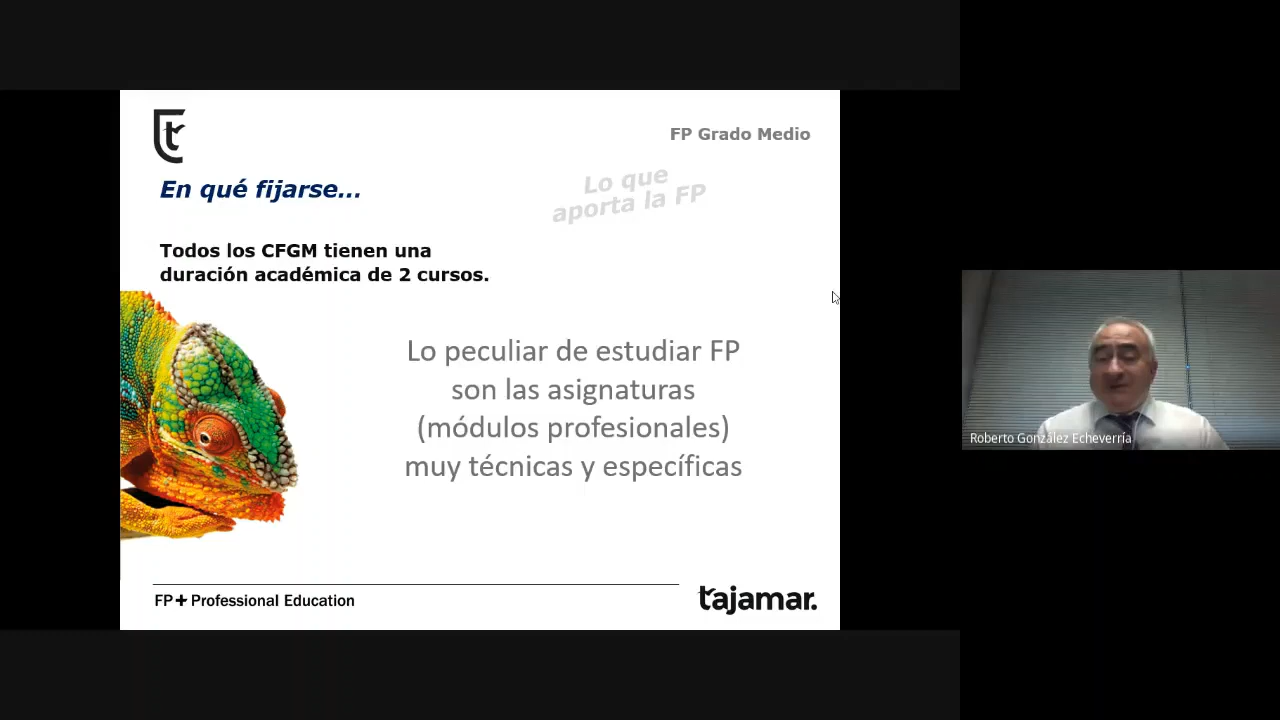 FP Grado Medio
En qué fijarse...
Lo que
aporta la FP
Todos los CFGM tienen una
duración académica de 2 cursos.
Lo peculiar de estudiar FP
son las asignaturas
(módulos profesionales)
muy técnicas y específicas
FP+Professional Education
tajamar.
Roberto González Echeverría